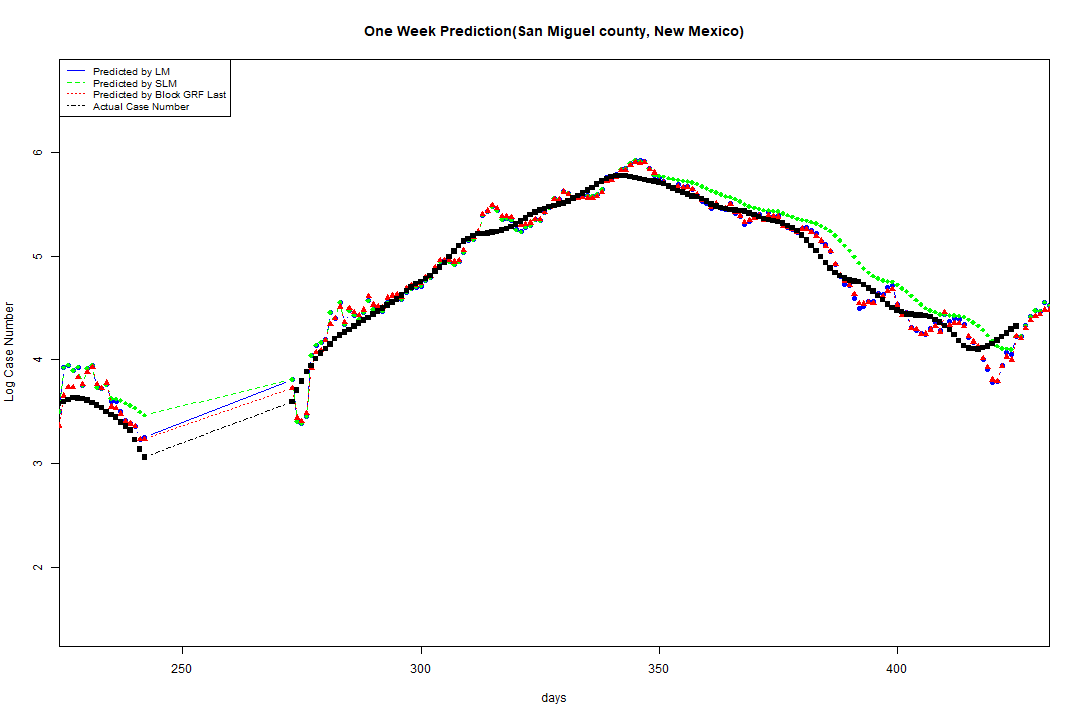 One Week Prediction(San Miguel county, New Mexico)
Predicted by LM
Predicted by SLM
Predicted by Block GRF Last
Actual Case Number
6
5
4
3
2
Log Case Number
250 300 350 400
days